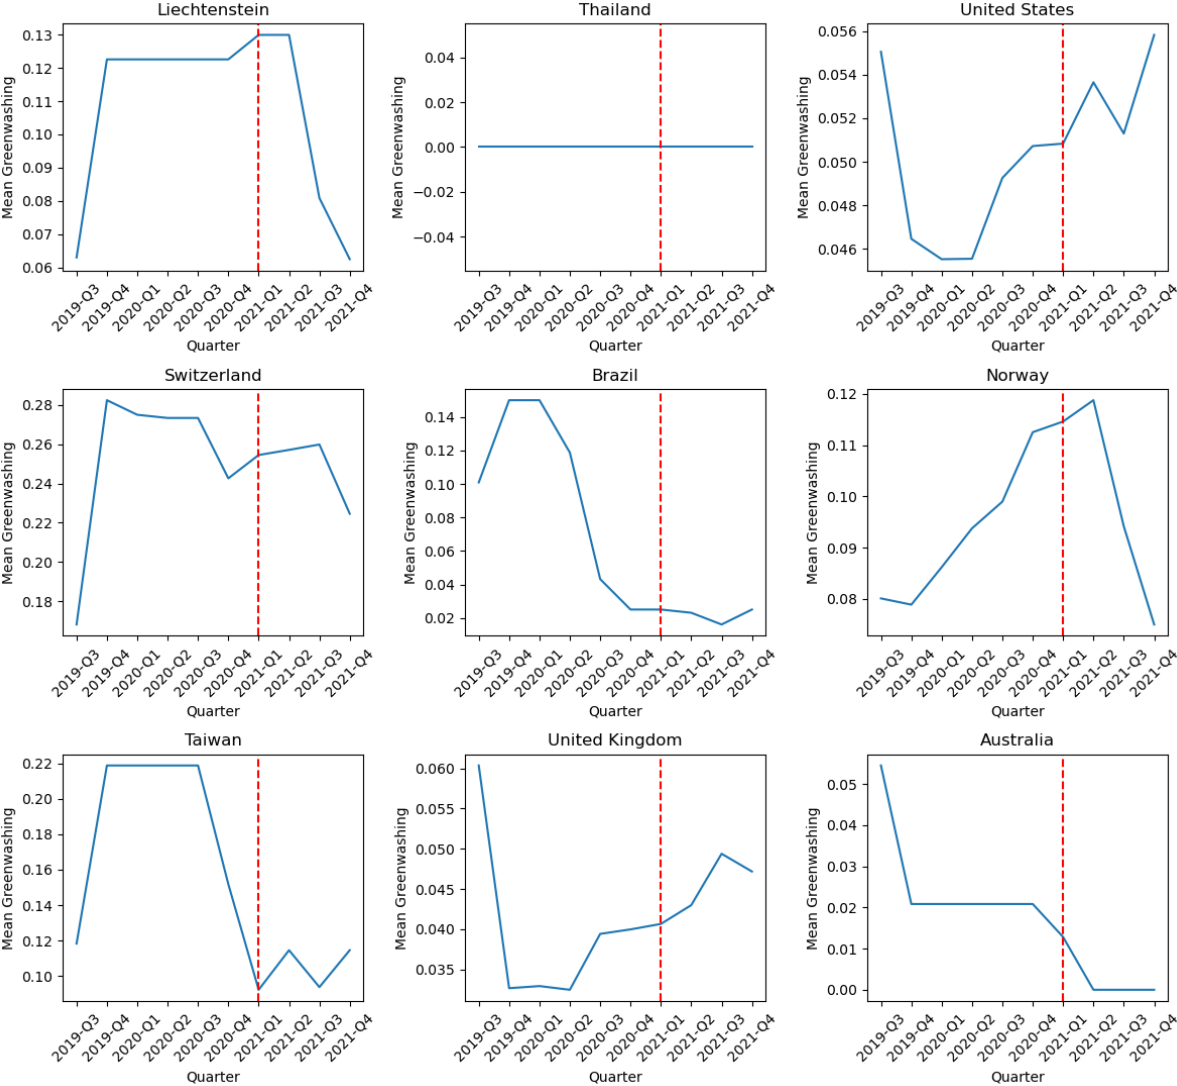 Liechtenstein
Mean Greenwashing
0.13
0.12
0.11
0.10
0.09
0.08
0.07
0.06
2019-Q3
2019-Q4
2020-Q1
2020-Q2
2020-Q3
2020-Q4
2021-Q1
2021-Q2
2021-Q3
2021-Q4
Quarter
Thailand
Mean Greenwashing
0.04
0.02
0.00
−0.02
−0.04
2019-Q3
2019-Q4
2020-Q1
2020-Q2
2020-Q3
2020-Q4
2021-Q1
2021-Q2
2021-Q3
2021-Q4
Quarter
United States
Mean Greenwashing
0.056
0.054
0.052
0.050
0.048
0.046
2019-Q3
2019-Q4
2020-Q1
2020-Q2
2020-Q3
2020-Q4
2021-Q1
2021-Q2
2021-Q3
2021-Q4
Quarter
Switzerland
Mean Greenwashing
0.28
0.26
0.24
0.22
0.20
0.18
2019-Q3
2019-Q4
2020-Q1
2020-Q2
2020-Q3
2020-Q4
2021-Q1
2021-Q2
2021-Q3
2021-Q4
Quarter
Brazil
Mean Greenwashing
0.14
0.12
0.10
0.08
0.06
0.04
0.02
2019-Q3
2019-Q4
2020-Q1
2020-Q2
2020-Q3
2020-Q4
2021-Q1
2021-Q2
2021-Q3
2021-Q4
Quarter
Norway
Mean Greenwashing
0.12
0.11
0.10
0.09
0.08
2019-Q3
2019-Q4
2020-Q1
2020-Q2
2020-Q3
2020-Q4
2021-Q1
2021-Q2
2021-Q3
2021-Q4
Quarter
Taiwan
Mean Greenwashing
0.22
0.20
0.18
0.16
0.14
0.12
0.10
2019-Q3
2019-Q4
2020-Q1
2020-Q2
2020-Q3
2020-Q4
2021-Q1
2021-Q2
2021-Q3
2021-Q4
Quarter
United Kingdom
Mean Greenwashing
0.060
0.055
0.050
0.045
0.040
0.035
2019-Q3
2019-Q4
2020-Q1
2020-Q2
2020-Q3
2020-Q4
2021-Q1
2021-Q2
2021-Q3
2021-Q4
Quarter
Australia
Mean Greenwashing
0.05
0.04
0.03
0.02
0.01
0.00
2019-Q3
2019-Q4
2020-Q1
2020-Q2
2020-Q3
2020-Q4
2021-Q1
2021-Q2
2021-Q3
2021-Q4
Quarter